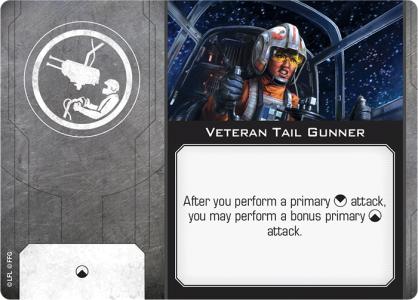 VETERAN TAIL GUNNER
After you perform a primary attack,
you may perform a bonus primary
attack.
© LFL © FFG